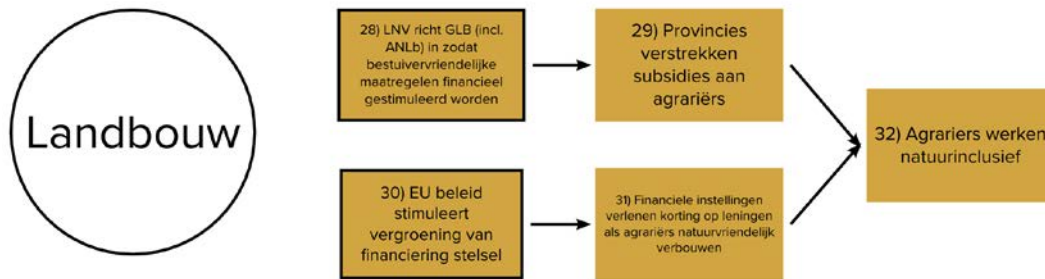 Landbouw
28) LNV richt GLB (incl.
ANLb) in zodat
bestuivervriendelijke
maatregelen financieel
gestimuleerd worden
29) Provincies
verstrekken
subsidies aan
agrariërs
30) EU beleid
stimuleert
vergroening van
financiering stelsel
31) Financiele instellingen
verlenen korting op leningen
als agrariërs natuurvriendelijk
verbouwen
32) Agrariers werken
natuurinclusief